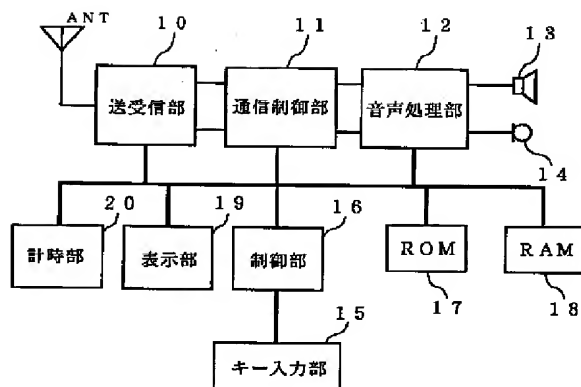 ANT
10
11
12
13
送受信部
通信制御部
音声処理部
14
20
19
16
計時部
表示部
制御部
ROM
RAM
17
18
15
キー入力部